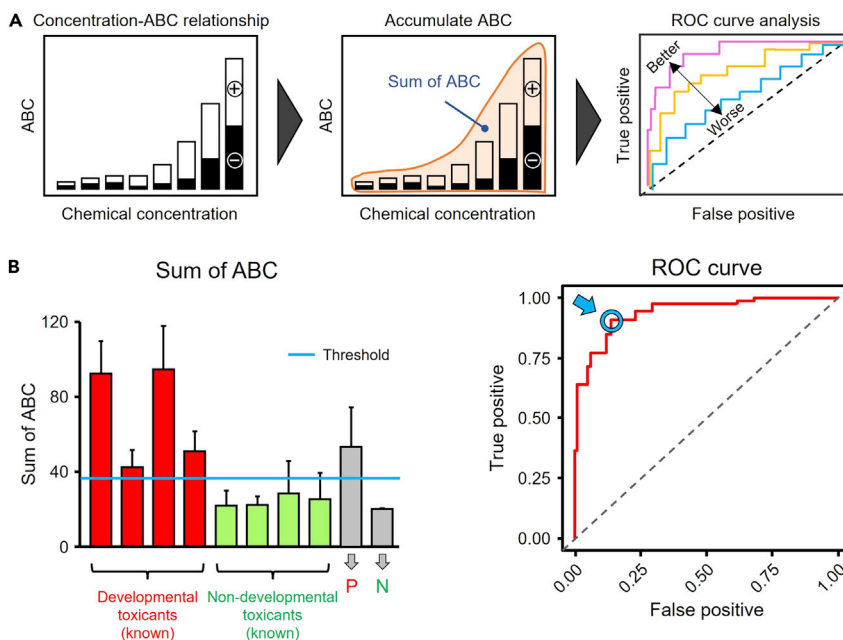 A
Concentration-ABC relationship
Accumulate ABC
ROC curve analysis
ABC
+
−
Chemical concentration
ABC
Sum of ABC
+
−
Chemical concentration
True positive
Better
Worse
False positive
B
Sum of ABC
Sum of ABC
120
80
40
0
Threshold
Developmental
toxicants
(known)
Non-developmental
toxicants
(known)
P
N
ROC curve
True positive
1.00
0.75
0.50
0.25
0.00
0.00
0.25
0.50
0.75
1.00
False positive